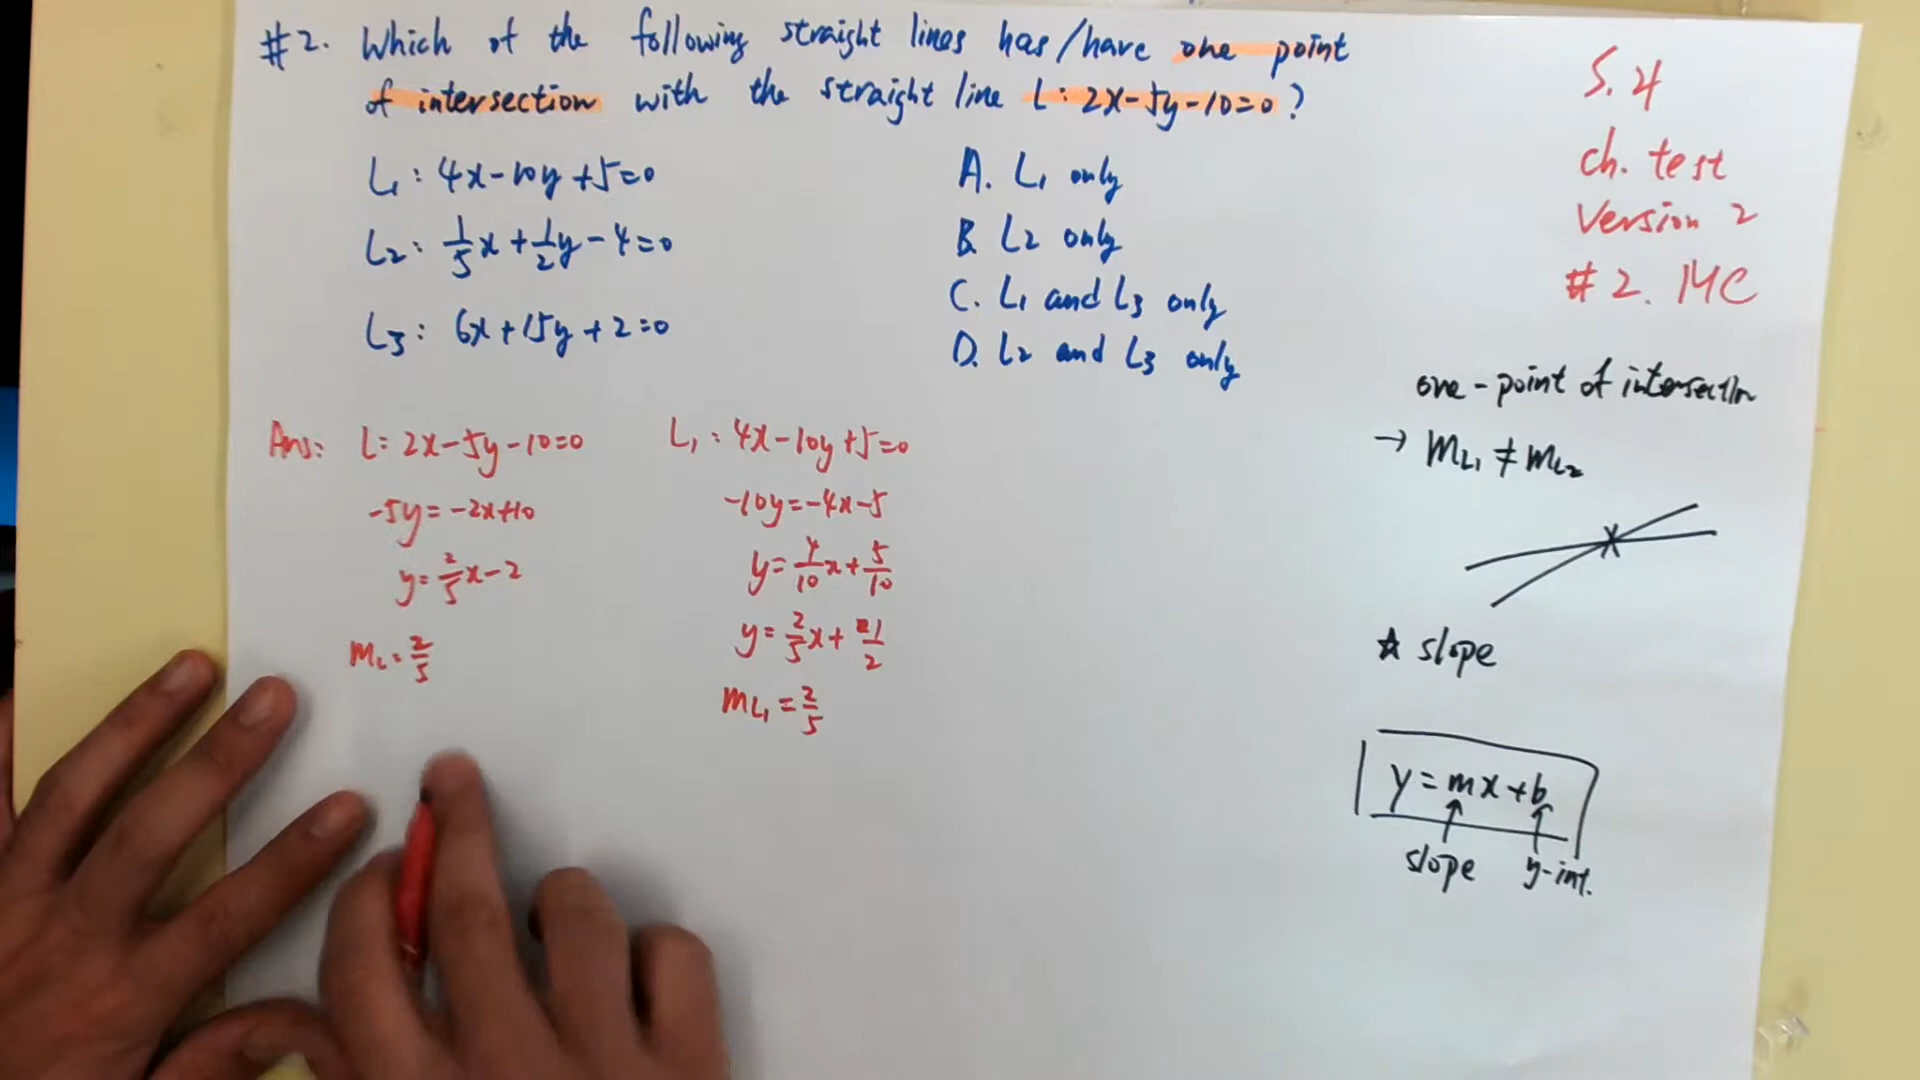 #2. Which of the following straight lines has/have one point
of intersection with the straight line L: 2x-5y-10=0?
L₁: 4x-10y+5=0
L₂: 1/5x+1/2y-4=0
L₃: 6x+15y+2=0
A. L₁ only
B. L₂ only
C. L₁ and L₃ only
D. L₂ and L₃ only
S.4
ch. test
Version 2
#2. MC
Ans: L: 2x-5y-10=0
-5y=-2x+10
y=2/5x-2
mL=2/5
L₁: 4x-10y+5=0
-10y=-4x-5
y=4/10x+5/10
y=2/5x+1/2
mL₁=2/5
one-point of intersection
→ mL₁≠mL₂
☆ slope
y=mx+b
slope y-int.